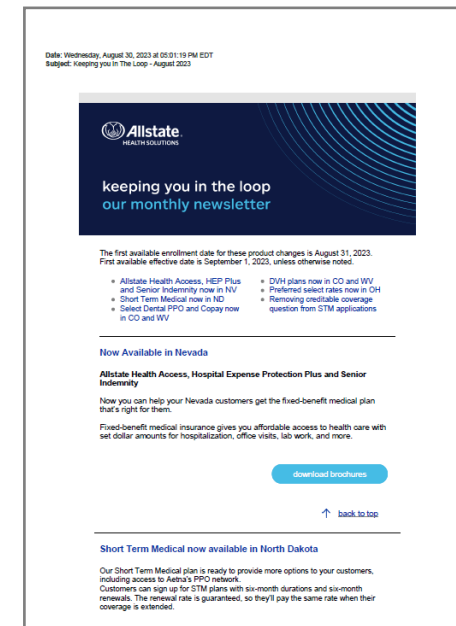 Date: Wednesday, August 30, 2023 at 05:01:19 PM EDT
Subject: Keeping you In The Loop - August 2023
Allstate.
HEALTH SOLUTIONS
keeping you in the loop
our monthly newsletter
The first available enrollment date for these product changes is August 31, 2023.
First available effective date is September 1, 2023, unless otherwise noted.
Allstate Health Access, HEP Plus
and Senior Indemnity now in NV
Short Term Medical now in ND
Select Dental PPO and Copay now
in CO and WV
DVH plans now in CO and WV
Preferred select rates now in OH
Removing creditable coverage
question from STM applications
Now Available in Nevada
Allstate Health Access, Hospital Expense Protection Plus and Senior
Indemnity
Now you can help your Nevada customers get the fixed-benefit medical plan
that's right for them.
Fixed-benefit medical insurance gives you affordable access to health care with
set dollar amounts for hospitalization, office visits, lab work, and more.
download brochures
back to top
Short Term Medical now available in North Dakota
Our Short Term Medical plan is ready to provide more options to your customers,
including access to Aetna's PPO network.
Customers can sign up for STM plans with six-month durations and six-month
renewals. The renewal rate is guaranteed, so they'll pay the same rate when their
coverage is extended.